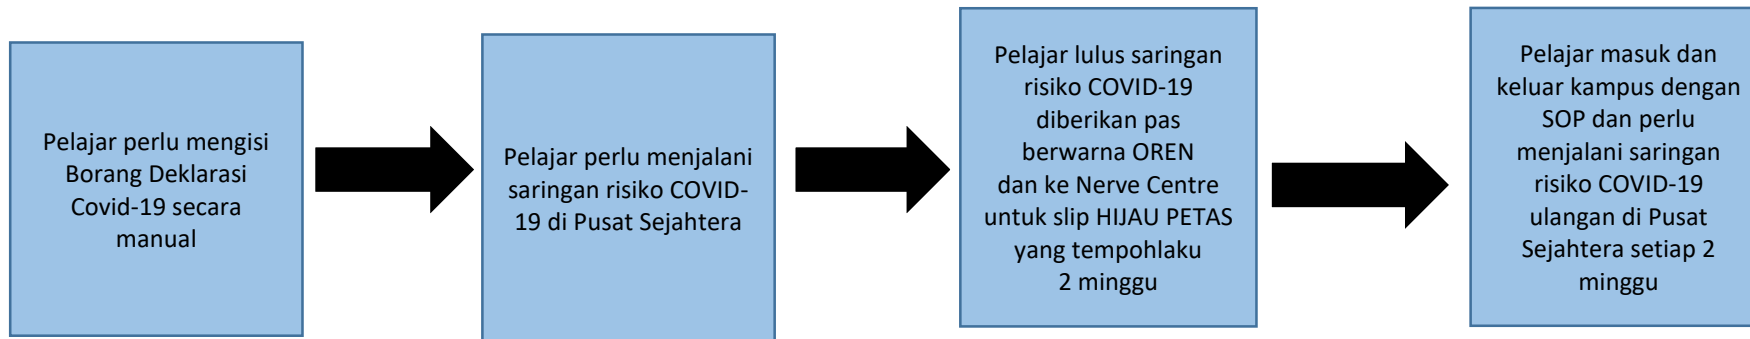 Pelajar perlu mengisi
Borang Deklarasi
Covid-19 secara
manual
Pelajar perlu menjalani
saringan risiko COVID-
19 di Pusat Sejahtera
Pelajar lulus saringan
risiko COVID-19
diberikan pas
berwarna OREN
dan ke Nerve Centre
untuk slip HIJAU PETAS
yang tempohlaku
2 minggu
Pelajar masuk dan
keluar kampus dengan
SOP dan perlu
menjalani saringan
risiko COVID-19
ulangan di Pusat
Sejahtera setiap 2
minggu